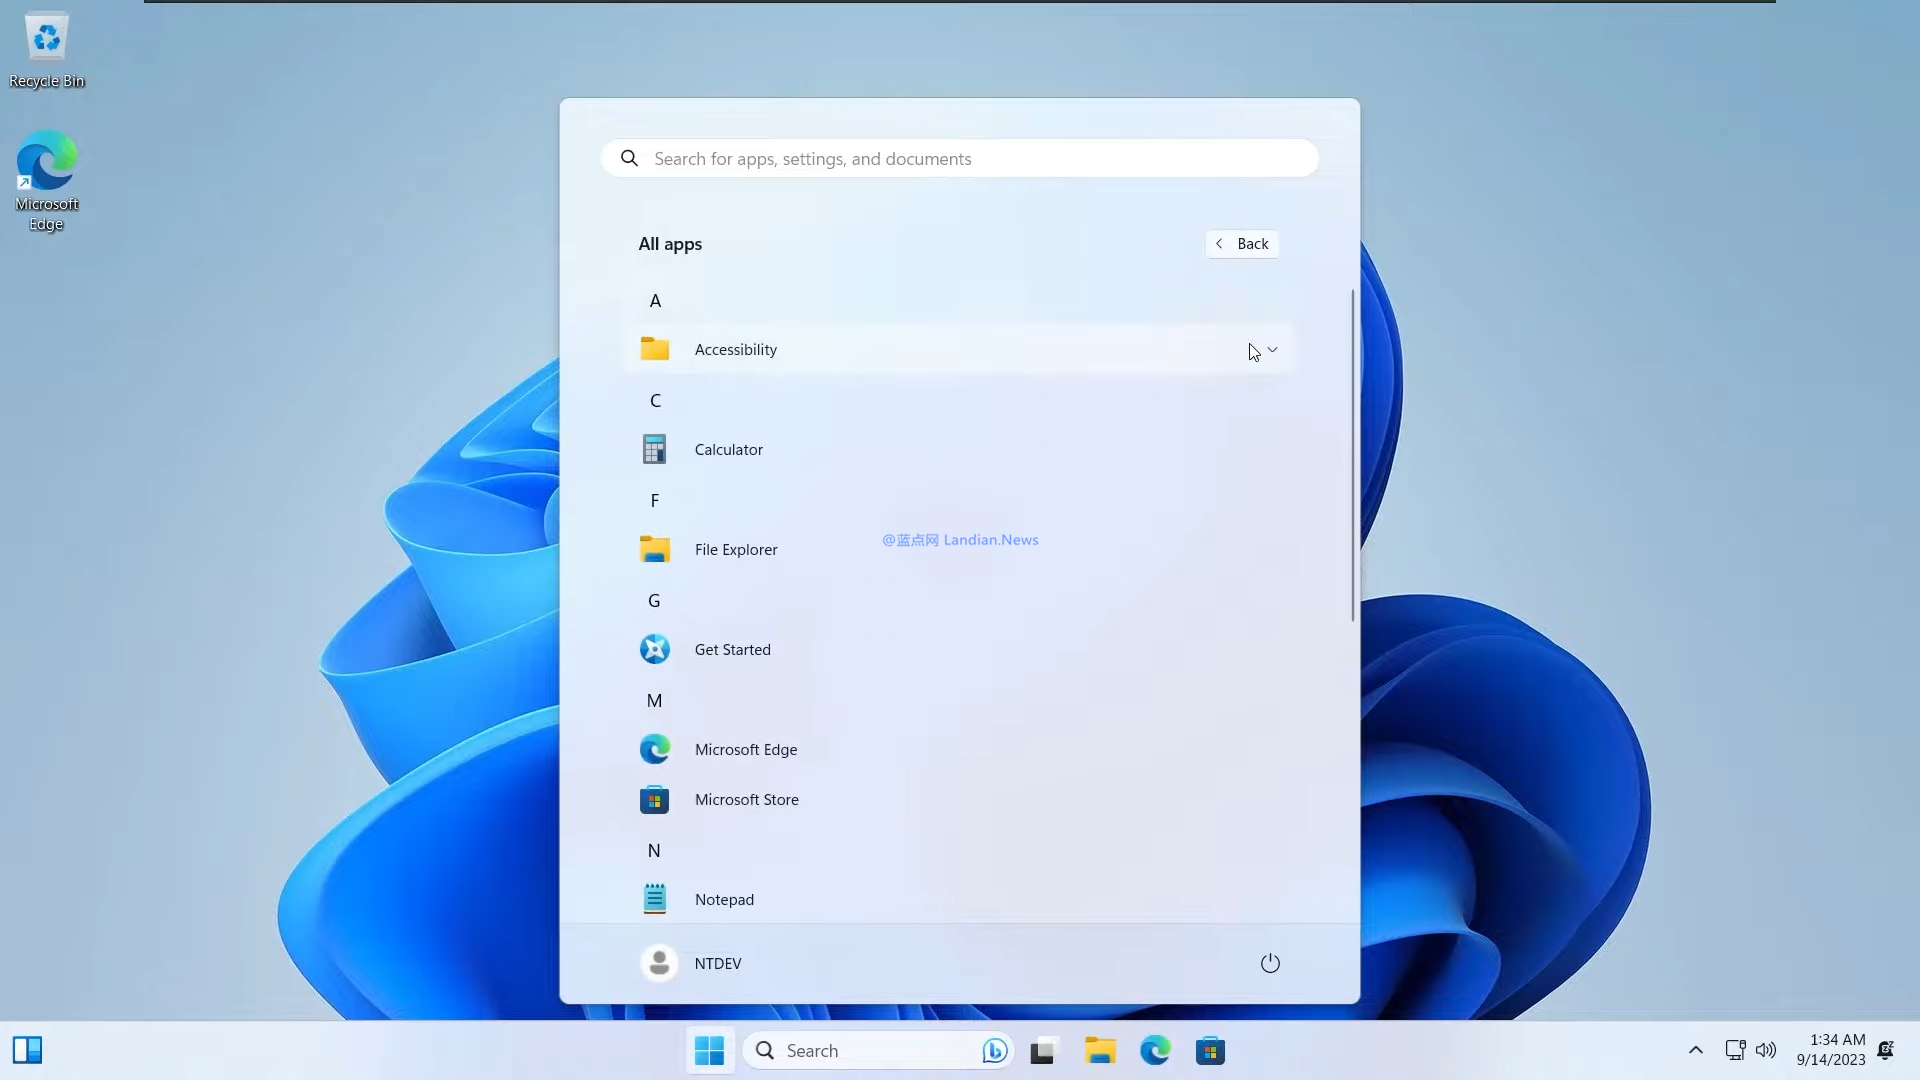 Recycle Bin
Microsoft
Edge
Search for apps, settings, and documents
All apps
Back
A
Accessibility
C
Calculator
F
File Explorer
@蓝点网 Landian.News
G
Get Started
M
Microsoft Edge
Microsoft Store
N
Notepad
NTDEV
Search
1:34 AM
9/14/2023